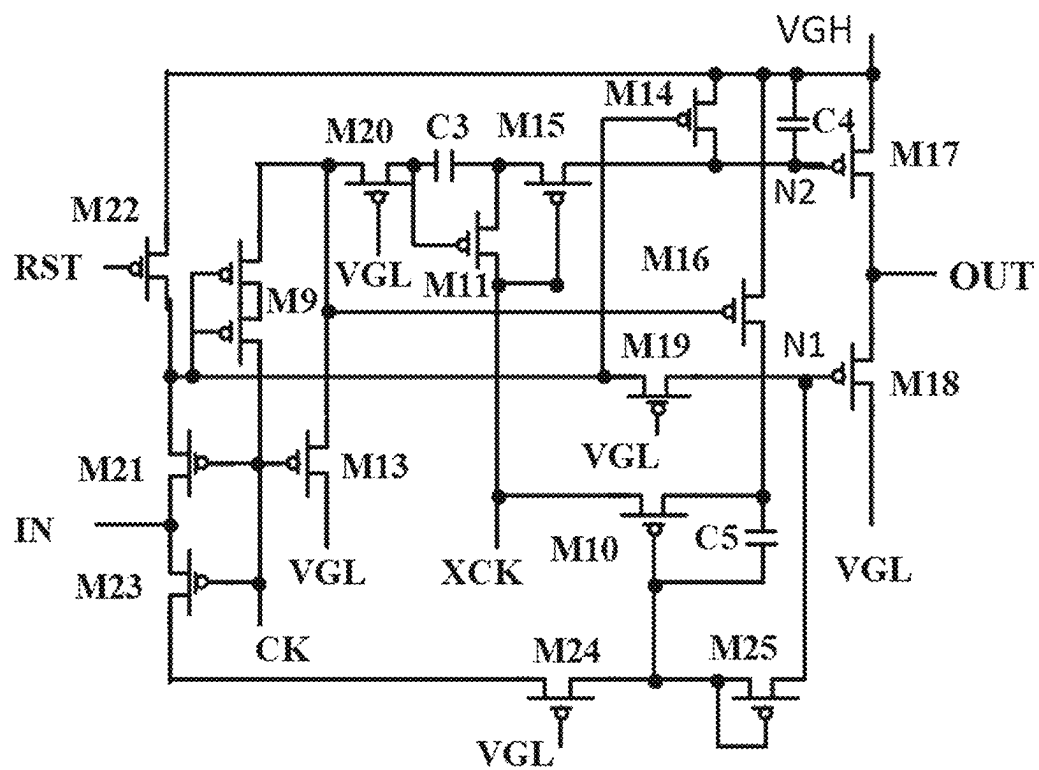 VGH
M14
C4
M20
C3
M15
M17
N2
M22
RST
VGL
M11
M16
OUT
M9
M19
N1
M18
M21
M13
VGL
IN
M10
C5
M23
VGL
XCK
VGL
CK
M24
M25
VGL